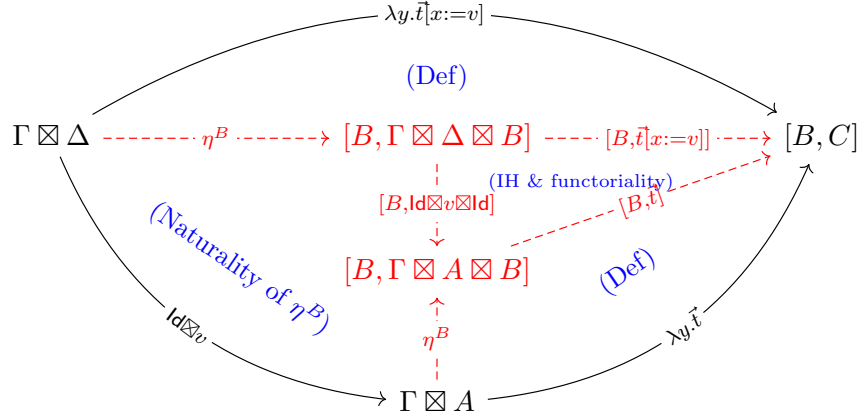 λy.t⃗[x:=v]
(Def)
Γ ⊠ Δ
η^B
[B, Γ ⊠ Δ ⊠ B]
[B,t⃗[x:=v]]
[B, C]
(IH & functoriality)
[B,Id⊠v⊠Id]
[B,t⃗]
(Naturality of η^B)
[B, Γ ⊠ A ⊠ B]
(Def)
Id⊠v
η^B
λy.t⃗
Γ ⊠ A